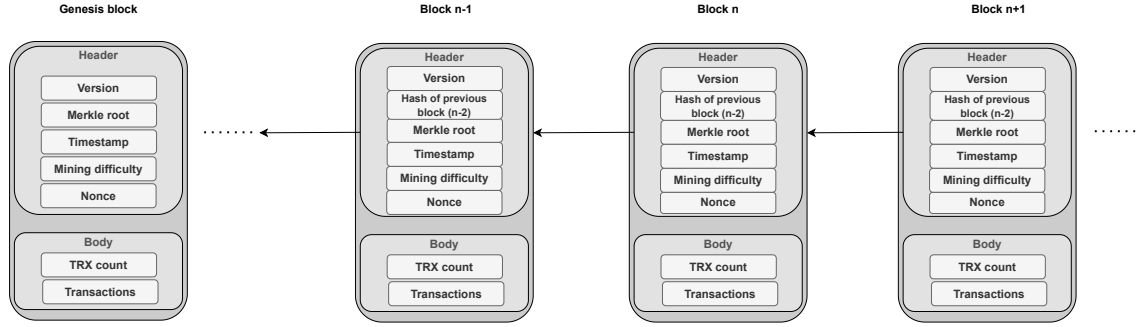 Genesis block
Header
Version
Merkle root
Timestamp
Mining difficulty
Nonce
Body
TRX count
Transactions
Block n-1
Header
Version
Hash of previous
block (n-2)
Merkle root
Timestamp
Mining difficulty
Nonce
Body
TRX count
Transactions
Block n
Header
Version
Hash of previous
block (n-2)
Merkle root
Timestamp
Mining difficulty
Nonce
Body
TRX count
Transactions
Block n+1
Header
Version
Hash of previous
block (n-2)
Merkle root
Timestamp
Mining difficulty
Nonce
Body
TRX count
Transactions